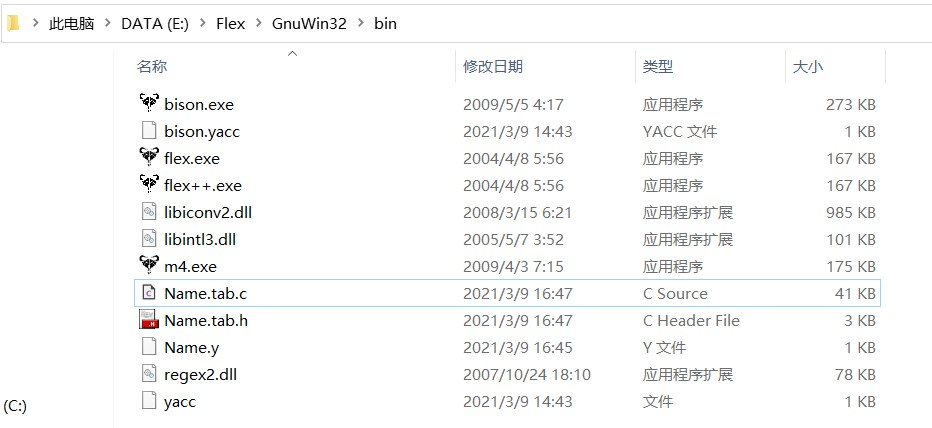 此电脑 > DATA (E:) > Flex > GnuWin32 > bin
名称 修改日期 类型 大小
bison.exe 2009/5/5 4:17 应用程序 273 KB
bison.yacc 2021/3/9 14:43 YACC 文件 1 KB
flex.exe 2004/4/8 5:56 应用程序 167 KB
flex++.exe 2004/4/8 5:56 应用程序 167 KB
libiconv2.dll 2008/3/15 6:21 应用程序扩展 985 KB
libintl3.dll 2005/5/7 3:52 应用程序扩展 101 KB
m4.exe 2009/4/3 7:15 应用程序 175 KB
Name.tab.c 2021/3/9 16:47 C Source 41 KB
Name.tab.h 2021/3/9 16:47 C Header File 3 KB
Name.y 2021/3/9 16:45 Y 文件 1 KB
regex2.dll 2007/10/24 18:10 应用程序扩展 78 KB
yacc 2021/3/9 14:43 文件 1 KB
(C:)